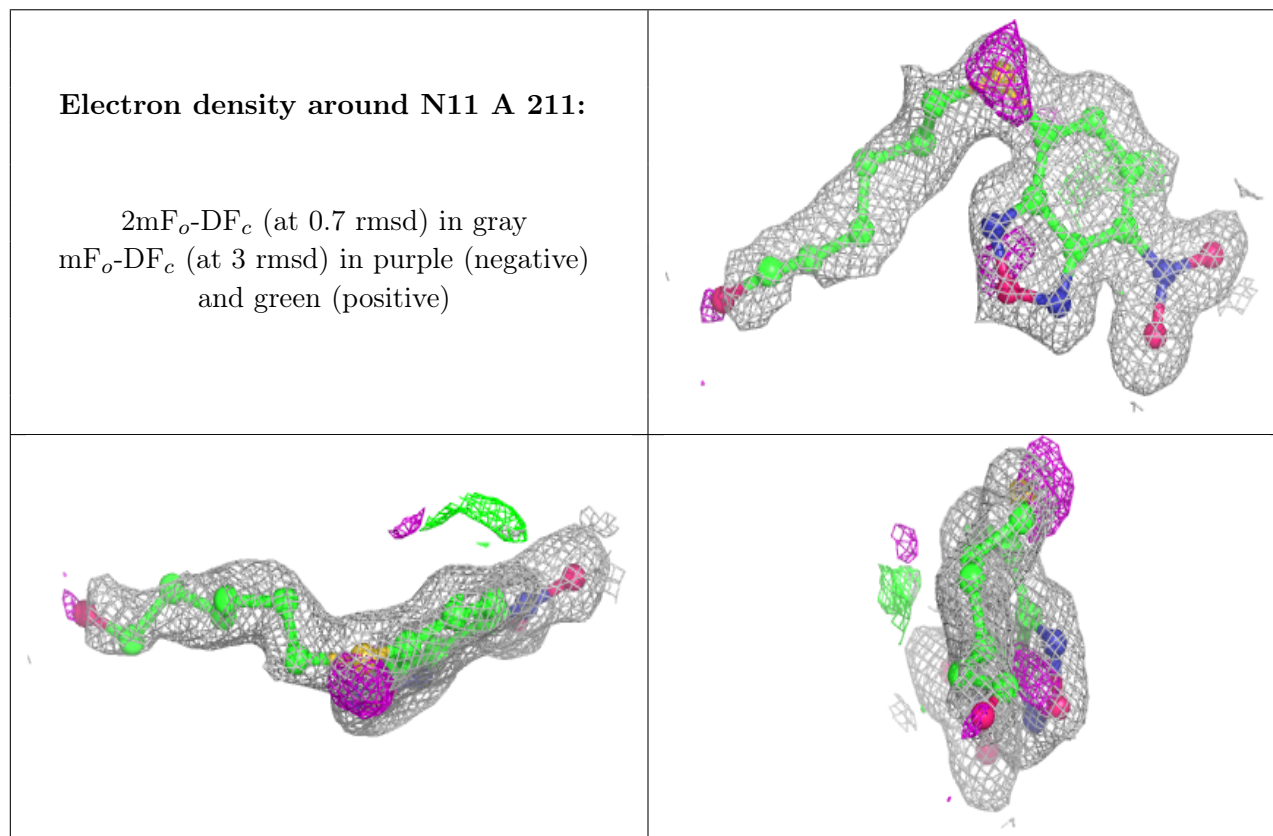 Electron density around N11 A 211:
2mFo-DFc (at 0.7 rmsd) in gray
mFo-DFc (at 3 rmsd) in purple (negative)
and green (positive)